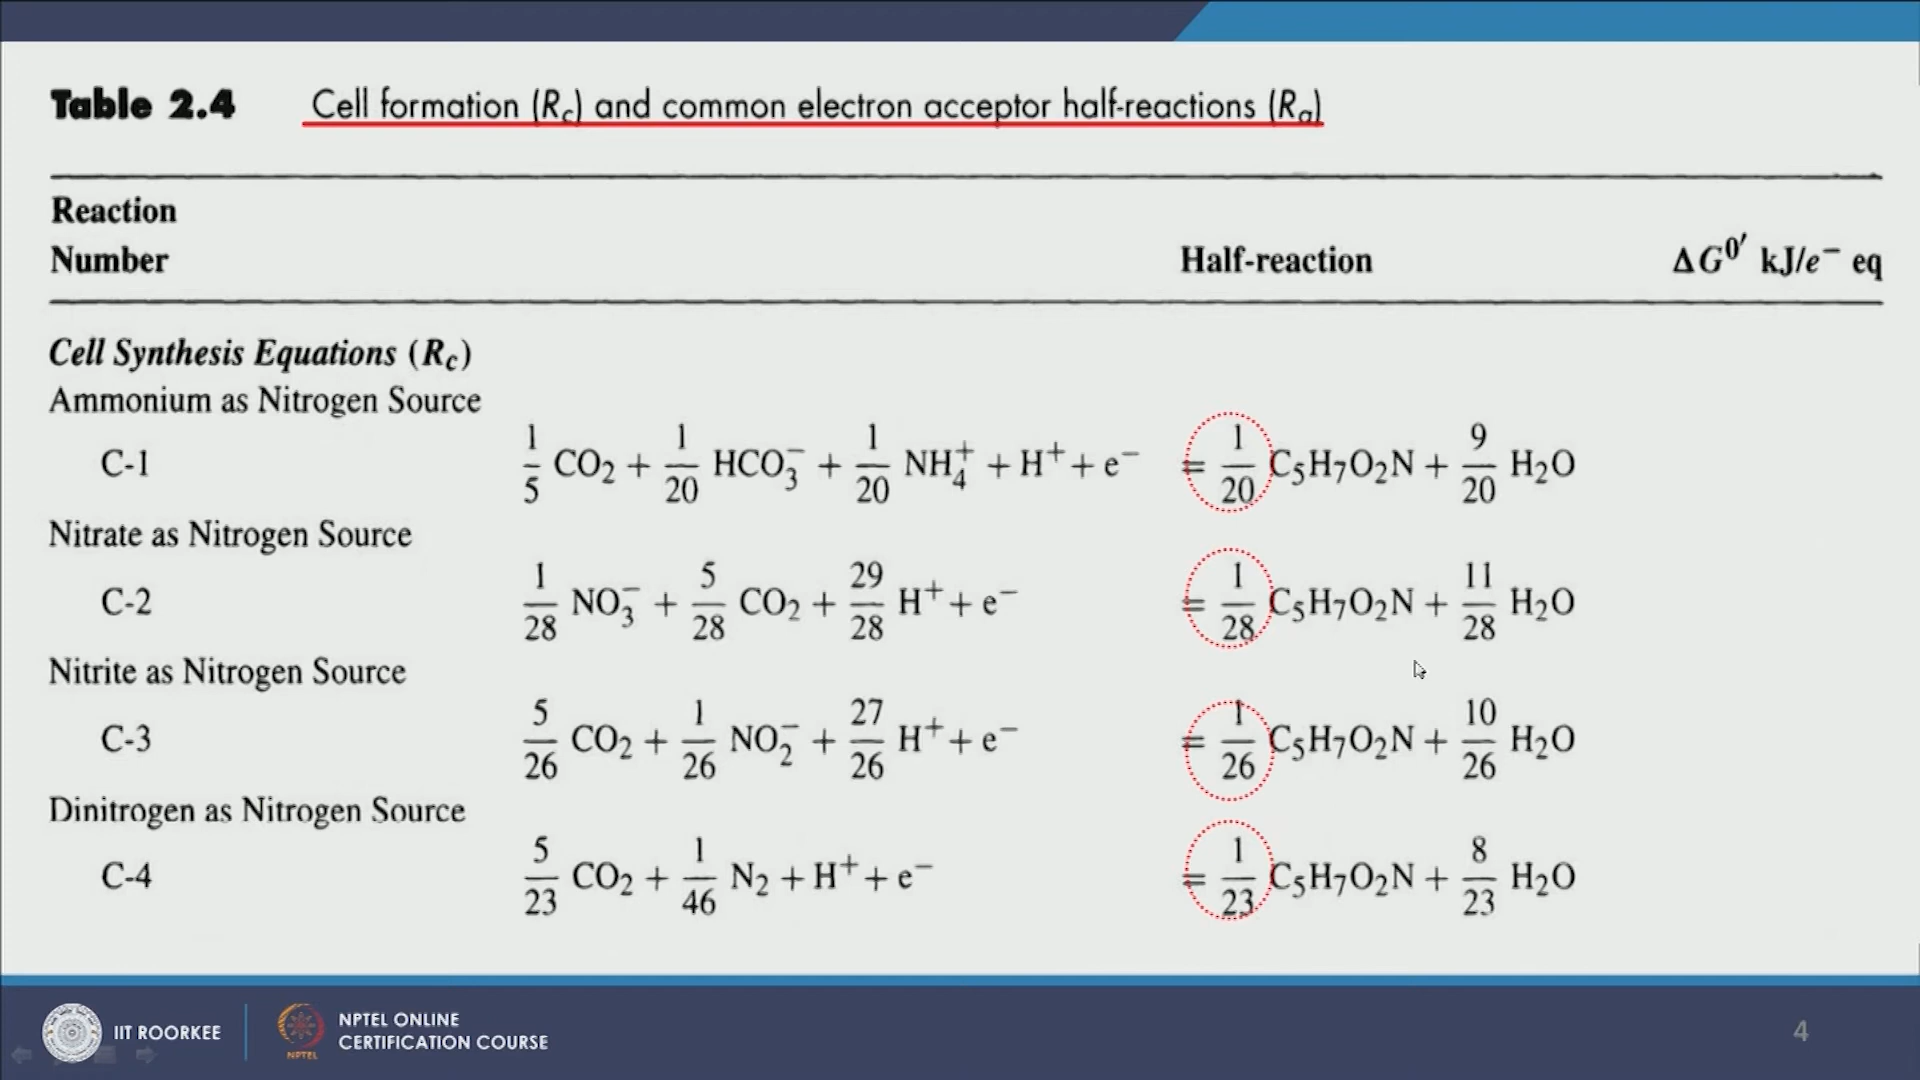 Table 2.4 Cell formation (R_c) and common electron acceptor half-reactions (R_a)
Reaction
Number Half-reaction ΔG⁰′ kJ/e⁻ eq
Cell Synthesis Equations (R_c)
Ammonium as Nitrogen Source
C-1 1/5 CO₂ + 1/20 HCO₃⁻ + 1/20 NH₄⁺ + H⁺ + e⁻ = 1/20 C₅H₇O₂N + 9/20 H₂O
Nitrate as Nitrogen Source
C-2 1/28 NO₃⁻ + 5/28 CO₂ + 29/28 H⁺ + e⁻ = 1/28 C₅H₇O₂N + 11/28 H₂O
Nitrite as Nitrogen Source
C-3 5/26 CO₂ + 1/26 NO₂⁻ + 27/26 H⁺ + e⁻ = 1/26 C₅H₇O₂N + 10/26 H₂O
Dinitrogen as Nitrogen Source
C-4 5/23 CO₂ + 1/46 N₂ + H⁺ + e⁻ = 1/23 C₅H₇O₂N + 8/23 H₂O
IIT ROORKEE
NPTEL
NPTEL ONLINE
CERTIFICATION COURSE
4